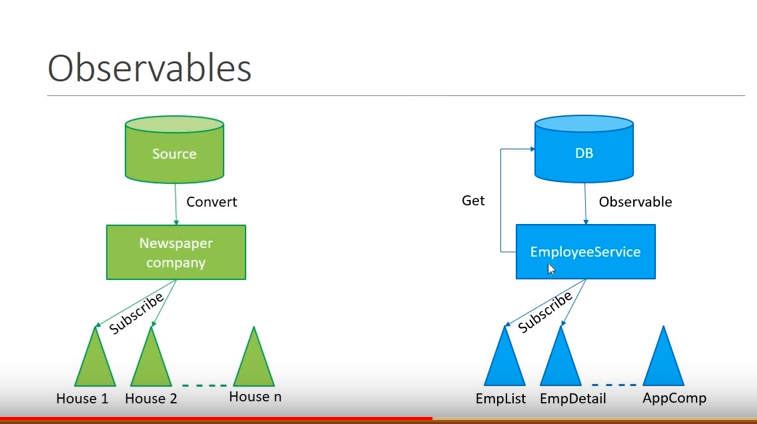 Observables
Source
Convert
Newspaper
company
Subscribe
House 1
House 2
House n
DB
Get
Observable
EmployeeService
Subscribe
EmpList
EmpDetail
AppComp